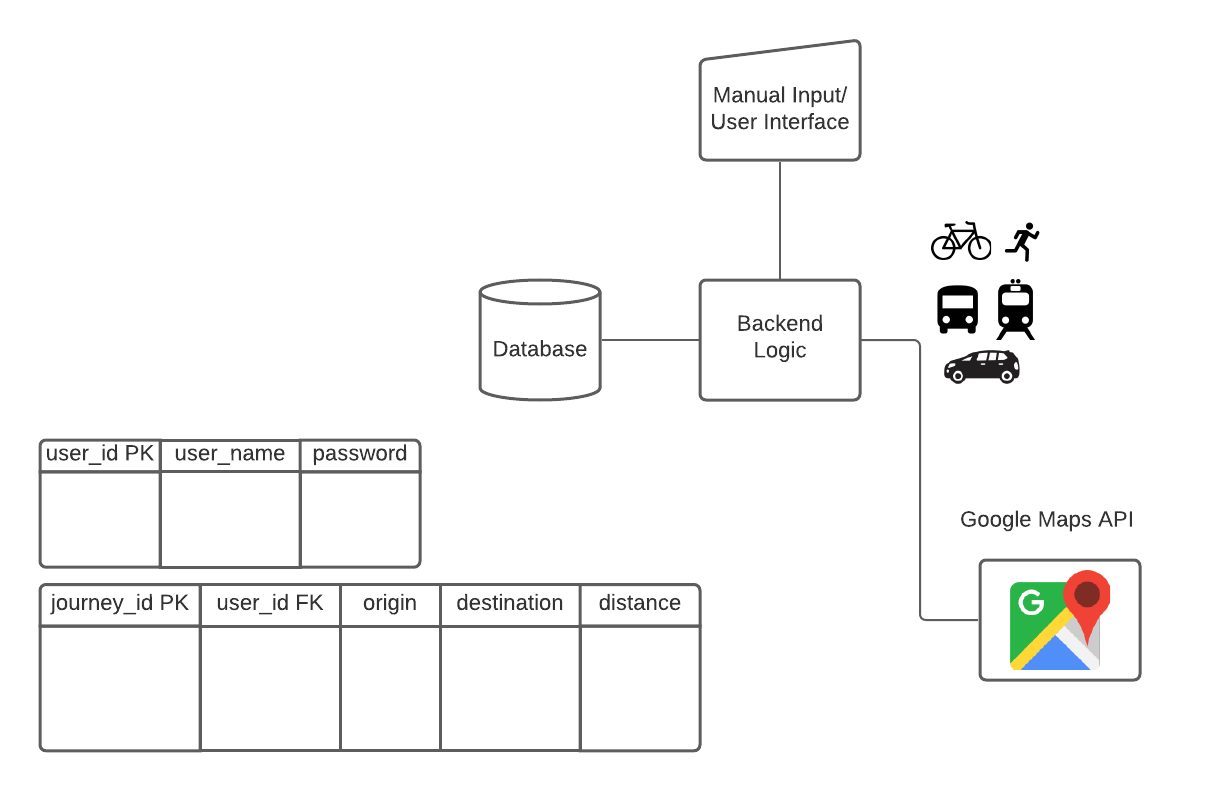 Manual Input/
User Interface
Database
Backend
Logic
user_id PK user_name password
Google Maps API
G
journey_id PK user_id FK origin destination distance